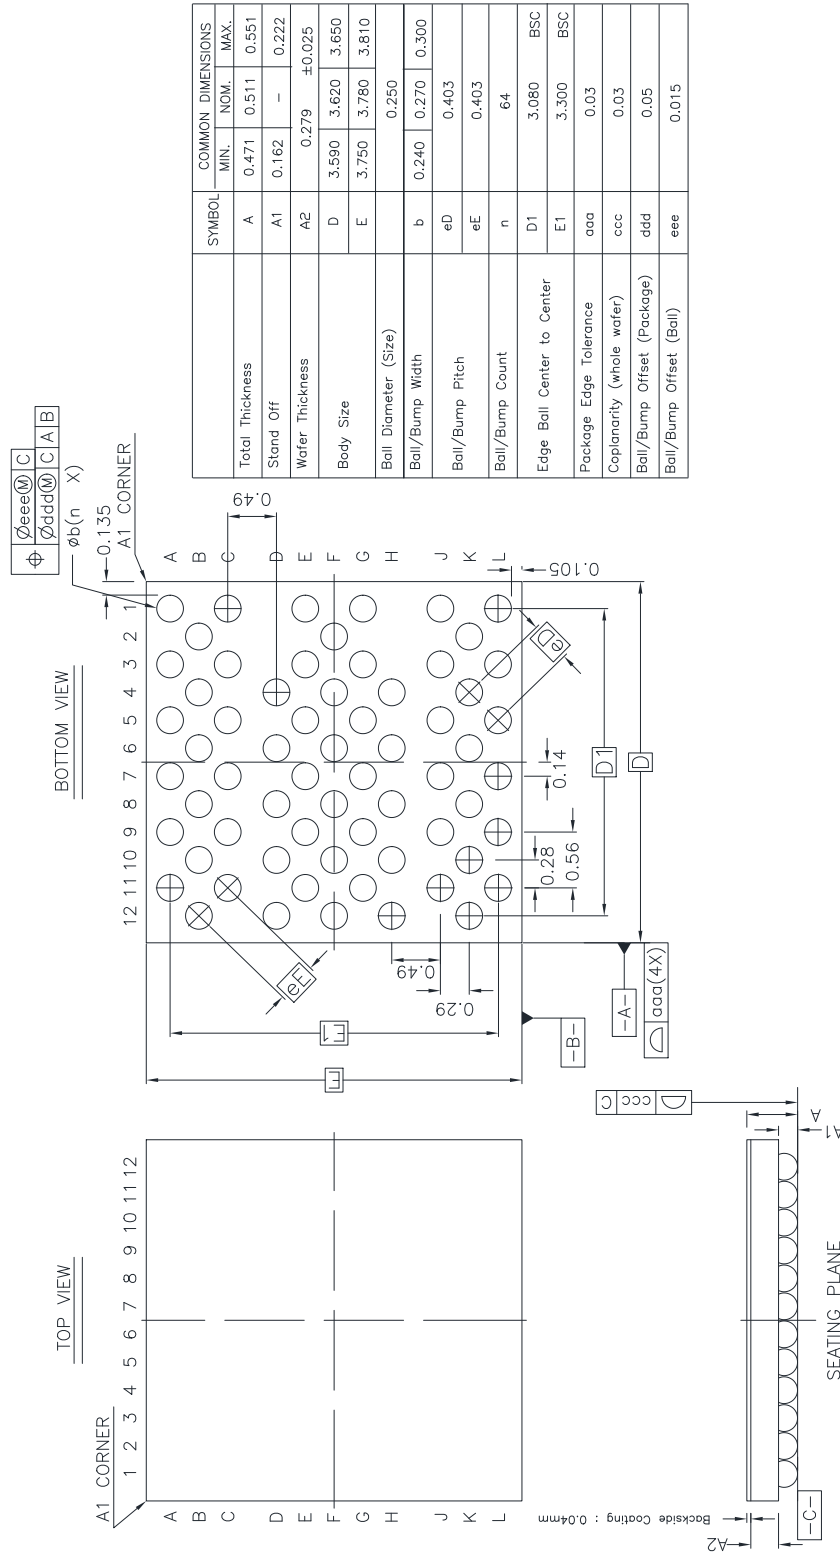 TOP VIEW
A1 CORNER
1 2 3 4 5 6 7 8 9 10 11 12
A
B
C
D
E
F
G
H
J
K
L
E
E1
BOTTOM VIEW
12 11 10 9 8 7 6 5 4 3 2 1
A1 CORNER
0.135
Øb(n X)
Øeee Ⓜ C
Øddd Ⓜ C A B
A
B
C
D
E
F
G
H
J
K
L
0.49
eE
0.49
0.29
0.105
eD
0.14
0.28
0.56
D1
D
-B-
-A-
aaa(4X)
Backside Coating : 0.04mm
A2
-C-
SEATING PLANE
ccc C
A
A1
SYMBOL COMMON DIMENSIONS
MIN. NOM. MAX.
Total Thickness A 0.471 0.511 0.551
Stand Off A1 0.162 – 0.222
Wafer Thickness A2 0.279 ±0.025
Body Size D 3.590 3.620 3.650
E 3.750 3.780 3.810
Ball Diameter (Size) 0.250
Ball/Bump Width b 0.240 0.270 0.300
Ball/Bump Pitch eD 0.403
eE 0.403
Ball/Bump Count n 64
Edge Ball Center to Center D1 3.080 BSC
E1 3.300 BSC
Package Edge Tolerance aaa 0.03
Coplanarity (whole wafer) ccc 0.03
Ball/Bump Offset (Package) ddd 0.05
Ball/Bump Offset (Ball) eee 0.015